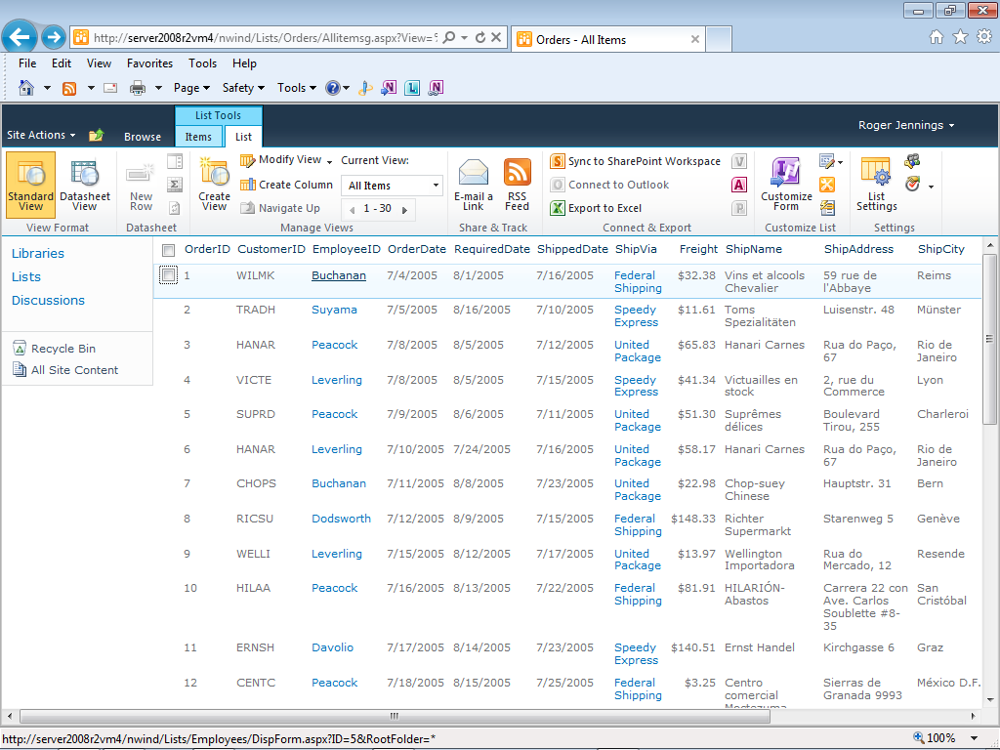 http://server2008r2vm4/nwind/Lists/Orders/Allitemsg.aspx?View=
Orders - All Items
File Edit View Favorites Tools Help
Page Safety Tools
List Tools
Site Actions Browse Items List Roger Jennings
Standard View
Datasheet View
View Format
New Row
Datasheet
Create View
Modify View
Create Column
Navigate Up
Current View:
All Items
1 - 30
Manage Views
E-mail a Link
RSS Feed
Share & Track
Sync to SharePoint Workspace
Connect to Outlook
Export to Excel
Connect & Export
Customize Form
Customize List
List Settings
Settings
Libraries
Lists
Discussions
Recycle Bin
All Site Content
OrderID CustomerID EmployeeID OrderDate RequiredDate ShippedDate ShipVia Freight ShipName ShipAddress ShipCity
1 WILMK Buchanan 7/4/2005 8/1/2005 7/16/2005 Federal $32.38 Vins et alcools 59 rue de Reims
Shipping Chevalier l'Abbaye
2 TRADH Suyama 7/5/2005 8/16/2005 7/10/2005 Speedy $11.61 Toms Luisenstr. 48 Münster
Express Spezialitäten
3 HANAR Peacock 7/8/2005 8/5/2005 7/12/2005 United $65.83 Hanari Carnes Rua do Paço, Rio de
Package 67 Janeiro
4 VICTE Leverling 7/8/2005 8/5/2005 7/15/2005 Speedy $41.34 Victuailles en 2, rue du Lyon
Express stock Commerce
5 SUPRD Peacock 7/9/2005 8/6/2005 7/11/2005 United $51.30 Suprêmes Boulevard Charleroi
Package délices Tirou, 255
6 HANAR Leverling 7/10/2005 7/24/2005 7/16/2005 United $58.17 Hanari Carnes Rua do Paço, Rio de
Package 67 Janeiro
7 CHOPS Buchanan 7/11/2005 8/8/2005 7/23/2005 United $22.98 Chop-suey Hauptstr. 31 Bern
Package Chinese
8 RICSU Dodsworth 7/12/2005 8/9/2005 7/15/2005 Federal $148.33 Richter Starenweg 5 Genève
Shipping Supermarkt
9 WELLI Leverling 7/15/2005 8/12/2005 7/17/2005 United $13.97 Wellington Rua do Resende
Package Importadora Mercado, 12
10 HILAA Peacock 7/16/2005 8/13/2005 7/22/2005 Federal $81.91 HILARIÓN- Carrera 22 con San
Shipping Abastos Ave. Carlos Cristóbal
Soublette #8-
35
11 ERNSH Davolio 7/17/2005 8/14/2005 7/23/2005 Speedy $140.51 Ernst Handel Kirchgasse 6 Graz
Express
12 CENTC Peacock 7/18/2005 8/15/2005 7/25/2005 Federal $3.25 Centro Sierras de México D.F.
Shipping comercial Granada 9993
Moctezuma
http://server2008r2vm4/nwind/Lists/Employees/DispForm.aspx?ID=5&RootFolder=*
100%